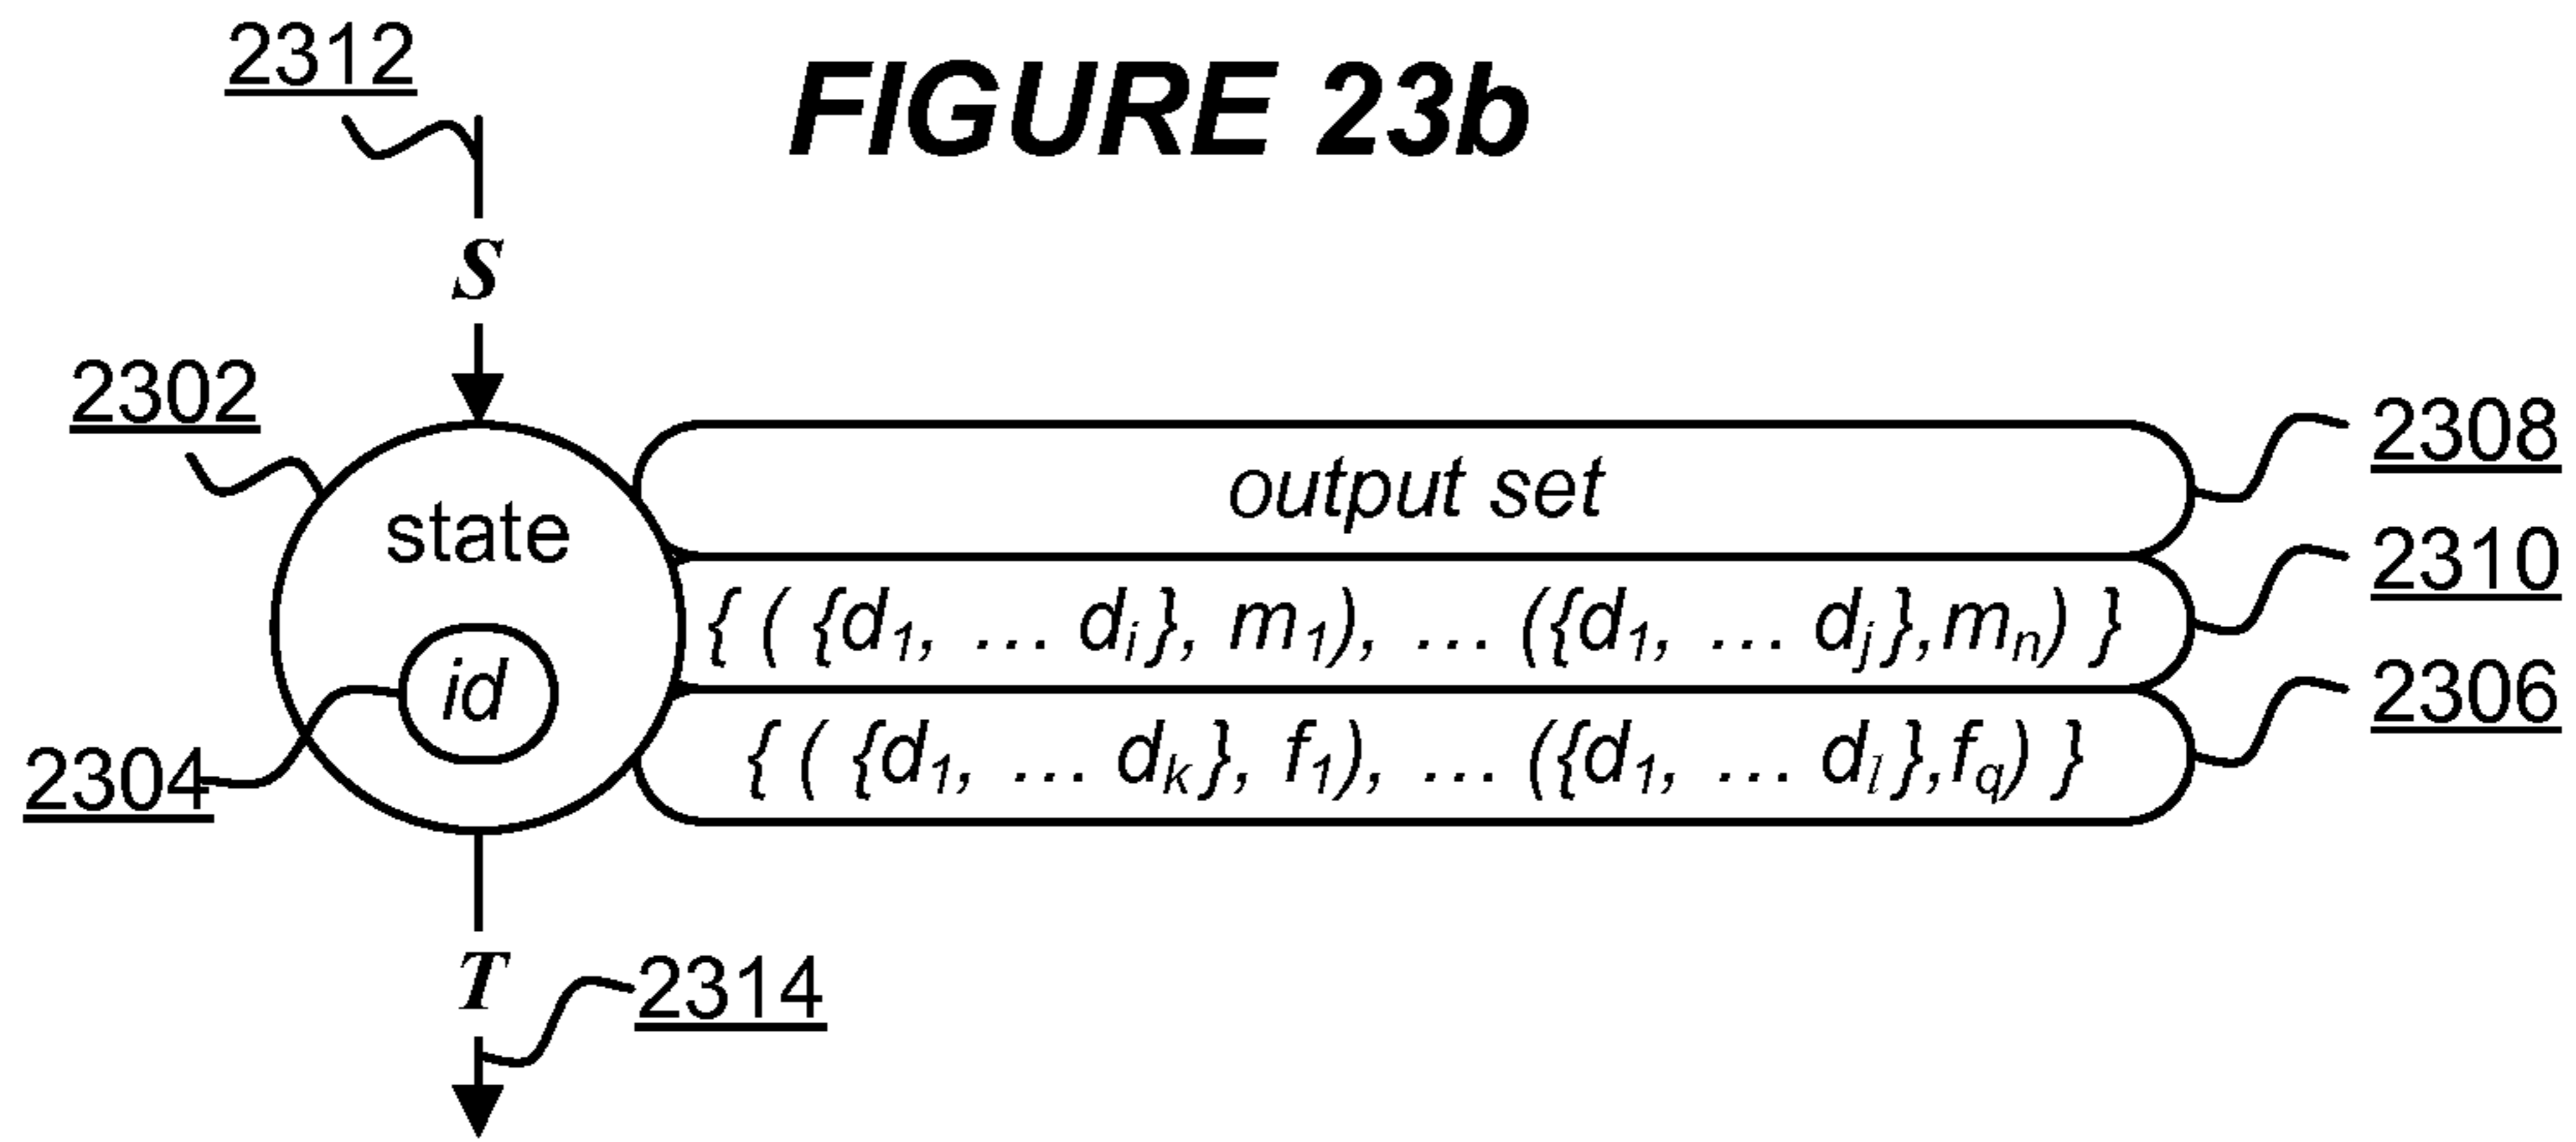 2312
FIGURE 23b
S
2302
output set
2308
state
2310
{ ( {d₁, … dᵢ}, m₁), … ({d₁, … dⱼ},mₙ) }
id
2306
{ ( {d₁, … dₖ}, f₁), … ({d₁, … dₗ},f_q) }
2304
T
2314